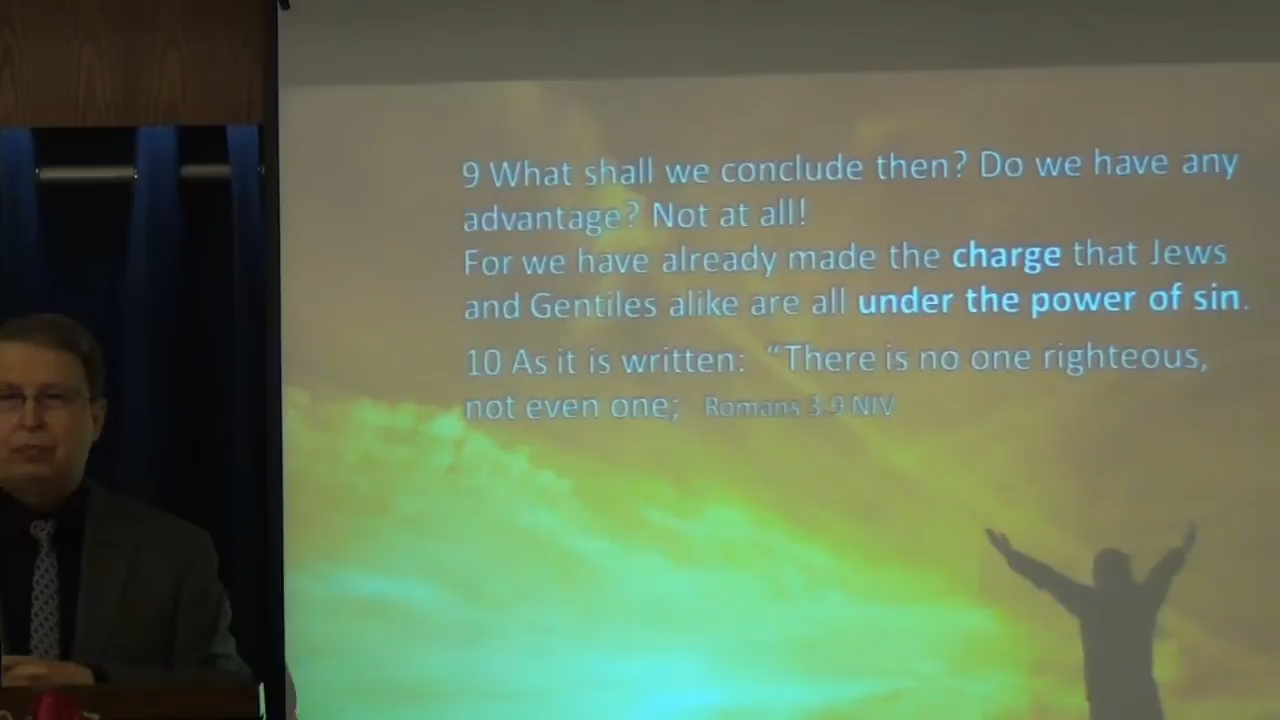 9 What shall we conclude then? Do we have any
advantage? Not at all!
For we have already made the charge that Jews
and Gentiles alike are all under the power of sin.
10 As it is written: “There is no one righteous,
not even one; Romans 3-9 NIV